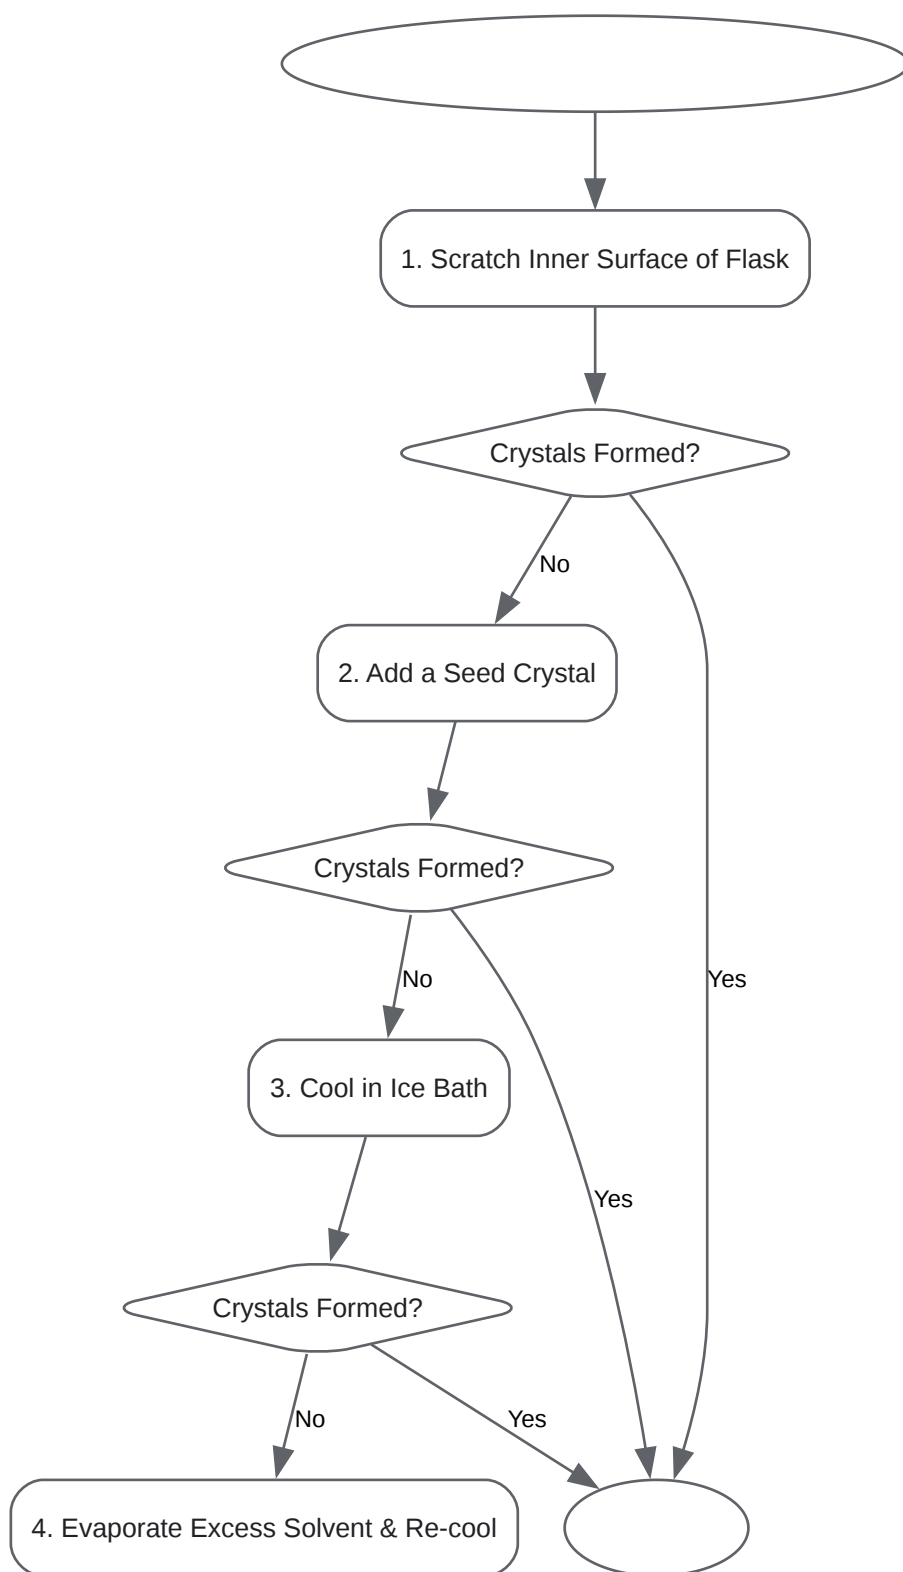 1. Scratch Inner Surface of Flask
Crystals Formed?
No
2. Add a Seed Crystal
Crystals Formed?
No
Yes
3. Cool in Ice Bath
Yes
Crystals Formed?
No
Yes
4. Evaporate Excess Solvent & Re-cool